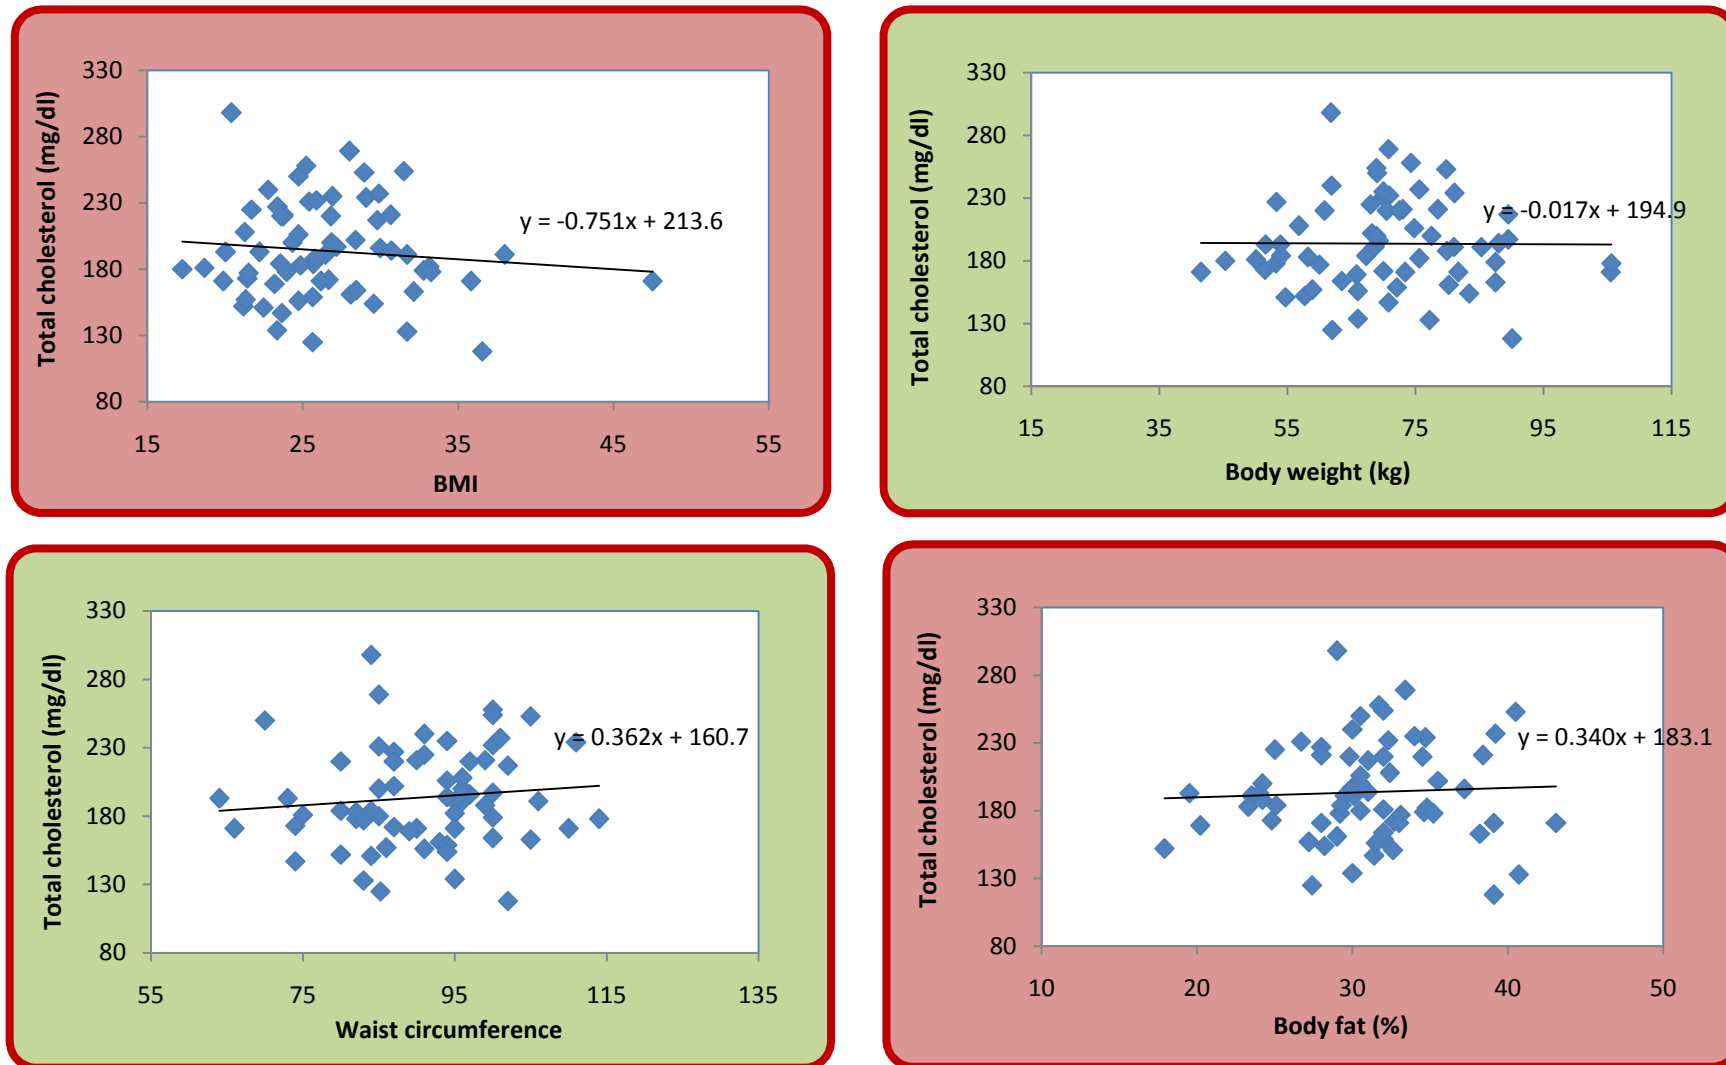 Total cholesterol (mg/dl)
330
280
230
180
130
80
y = -0.751x + 213.6
15 25 35 45 55
BMI
Total cholesterol (mg/dl)
330
280
230
180
130
80
y = -0.017x + 194.9
15 35 55 75 95 115
Body weight (kg)
Total cholesterol (mg/dl)
330
280
230
180
130
80
y = 0.362x + 160.7
55 75 95 115 135
Waist circumference
Total cholesterol (mg/dl)
330
280
230
180
130
80
y = 0.340x + 183.1
10 20 30 40 50
Body fat (%)